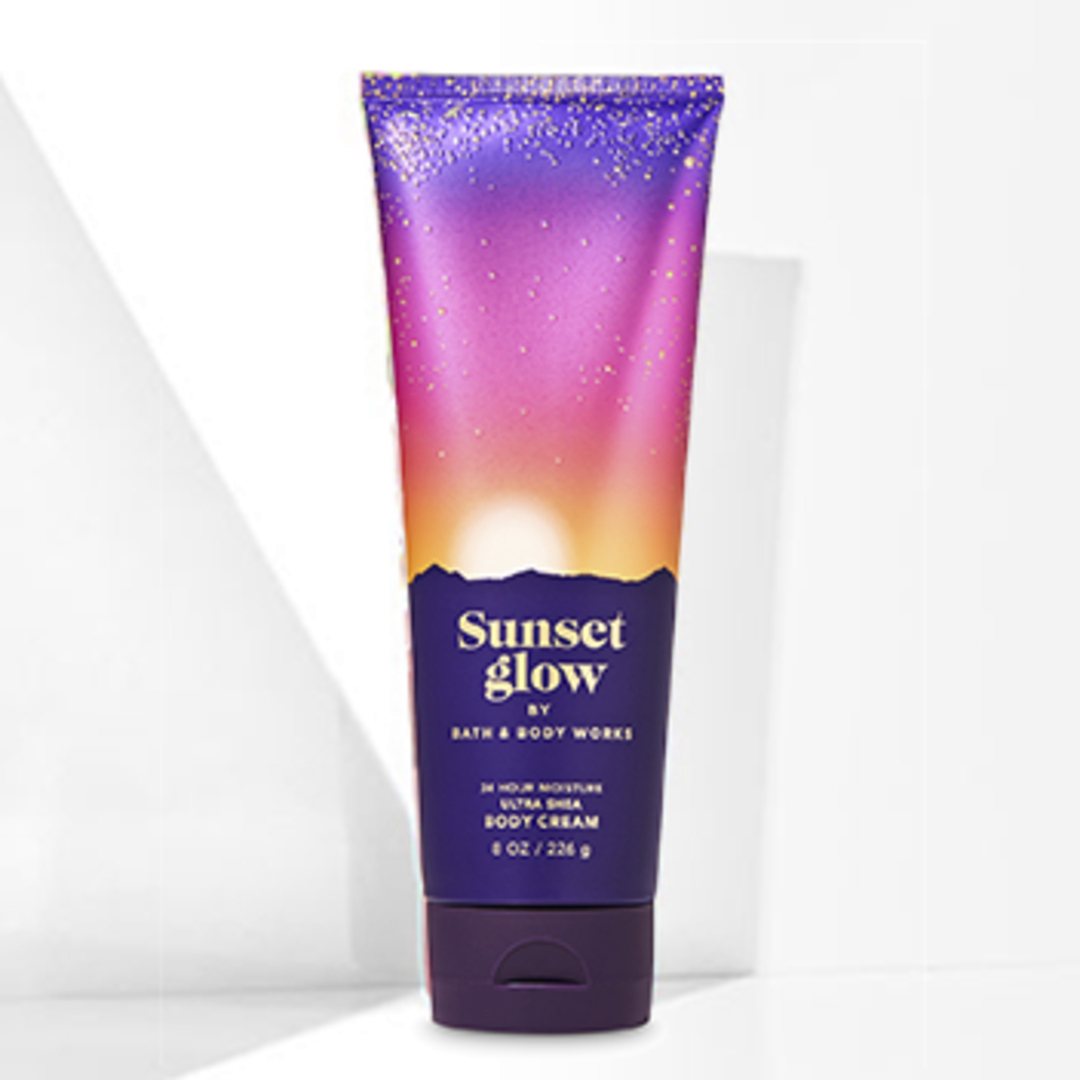 Sunset
glow
BY
BATH & BODY WORKS
24 HOUR MOISTURE
ULTRA SHEA
BODY CREAM
8 OZ / 226 g